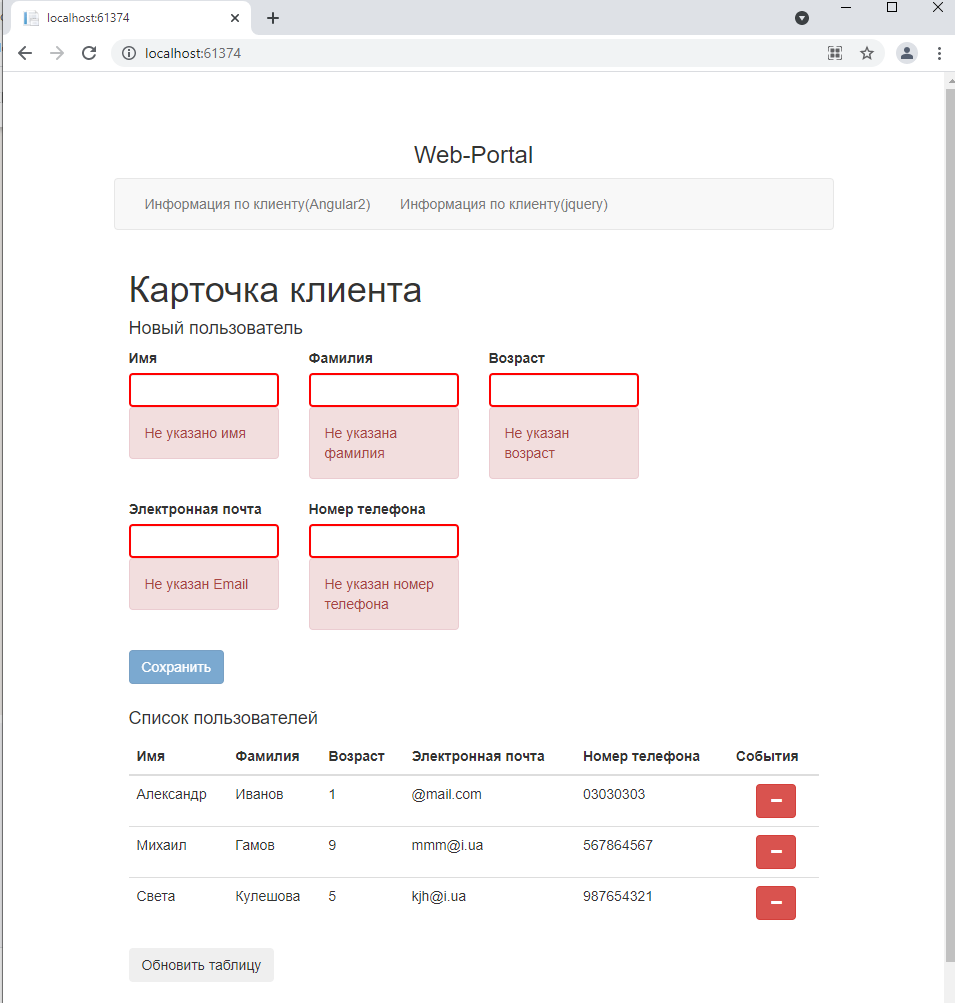 localhost:61374
localhost:61374
Web-Portal
Информация по клиенту(Angular2) Информация по клиенту(jquery)
Карточка клиента
Новый пользователь
Имя Фамилия Возраст
Не указано имя Не указана Не указан
фамилия возраст
Электронная почта Номер телефона
Не указан Email Не указан номер
телефона
Сохранить
Список пользователей
Имя Фамилия Возраст Электронная почта Номер телефона События
Александр Иванов 1 @mail.com 03030303
Михаил Гамов 9 mmm@i.ua 567864567
Света Кулешова 5 kjh@i.ua 987654321
Обновить таблицу